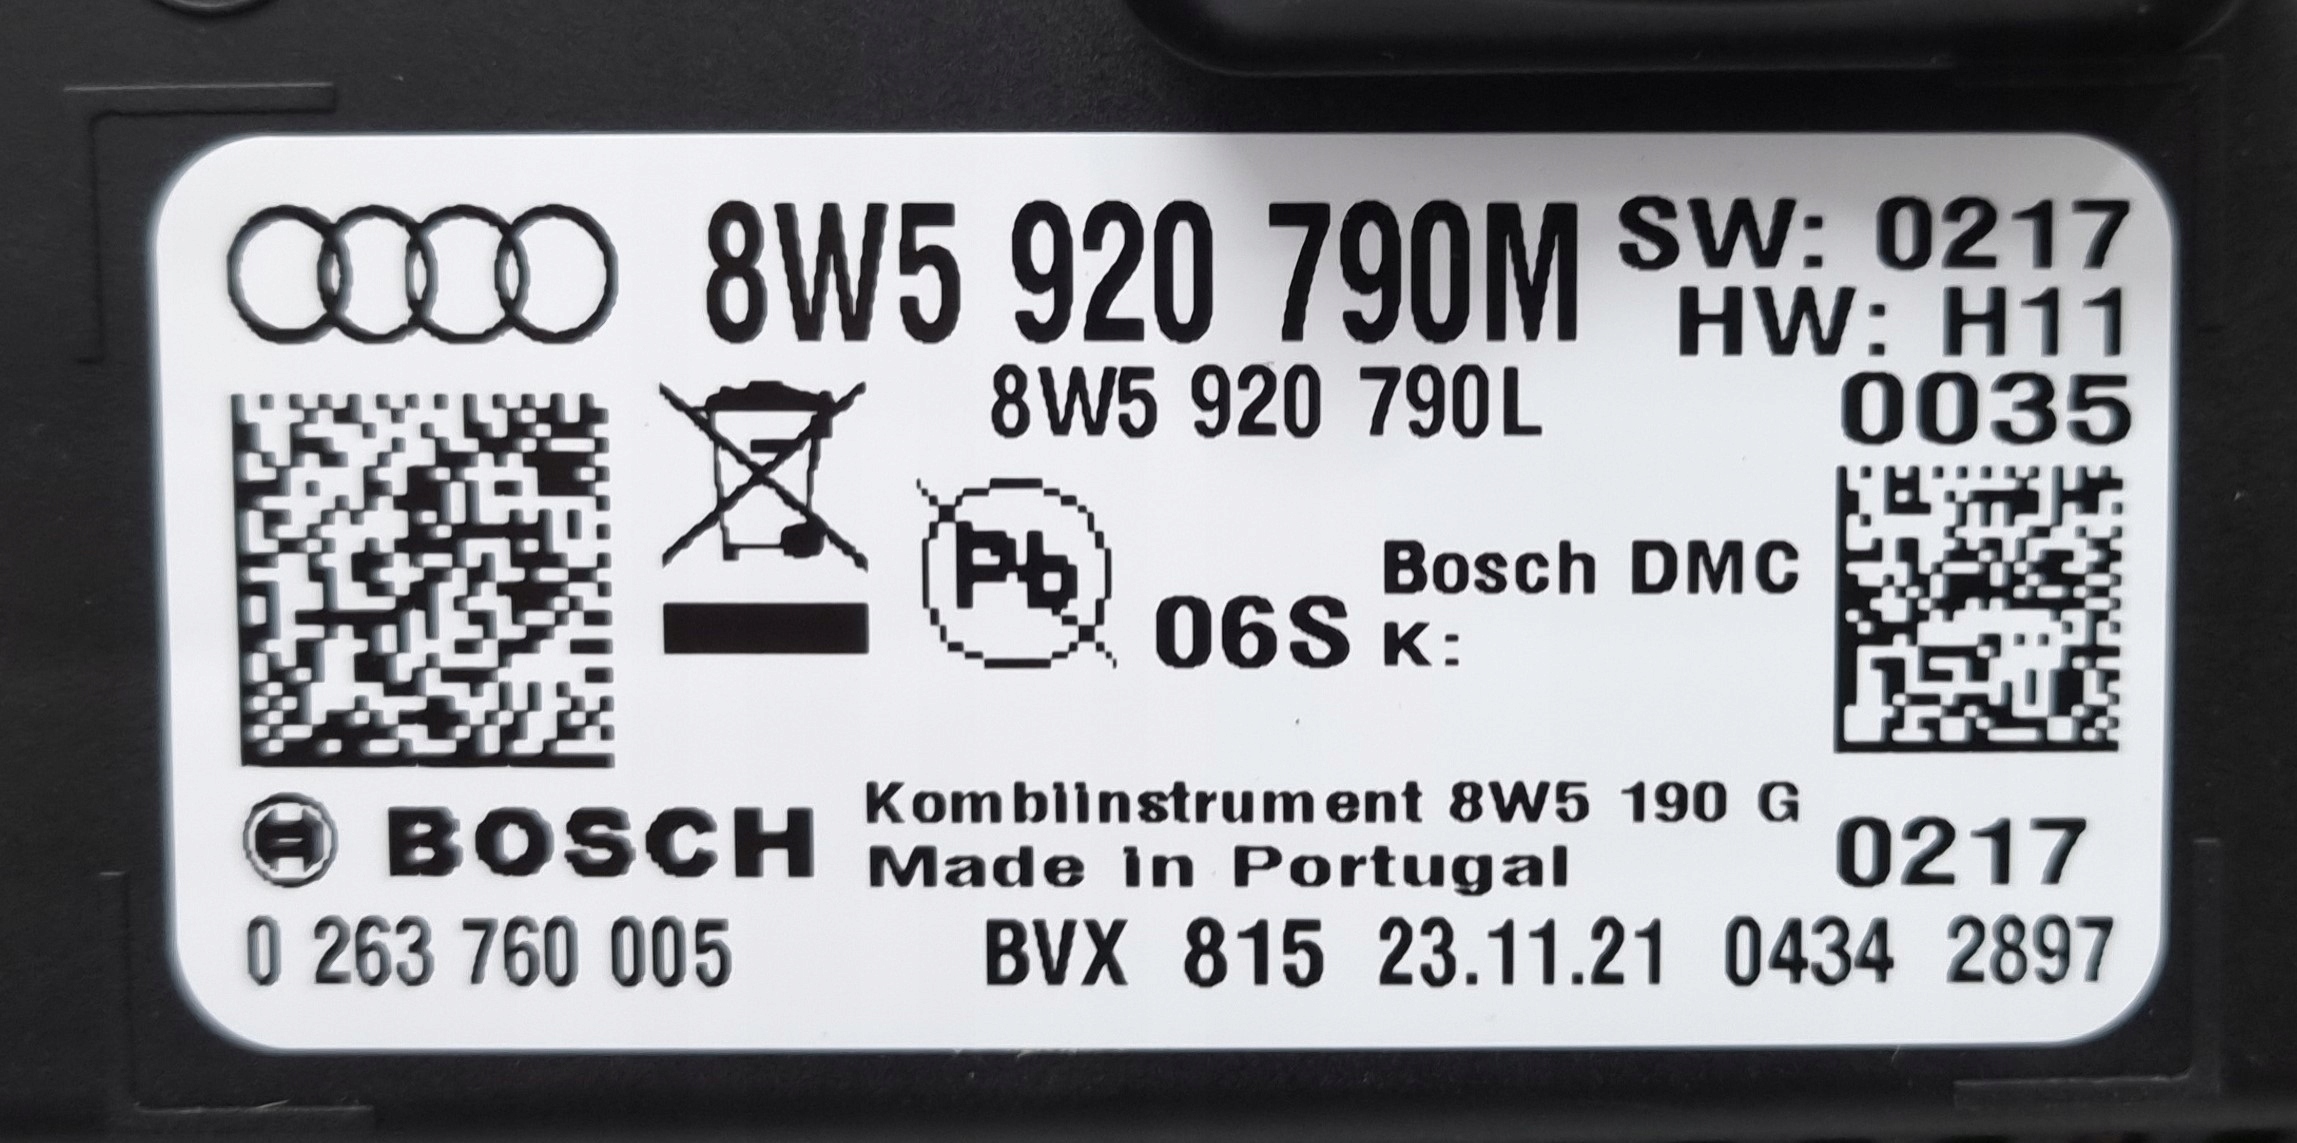 8W5 920 790M SW: 0217
HW: H11
8W5 920 790L 0035
Pb 06S Bosch DMC
K:
BOSCH Kombiinstrument 8W5 190 G
Made in Portugal 0217
0 263 760 005 BVX 815 23.11.21 0434 2897